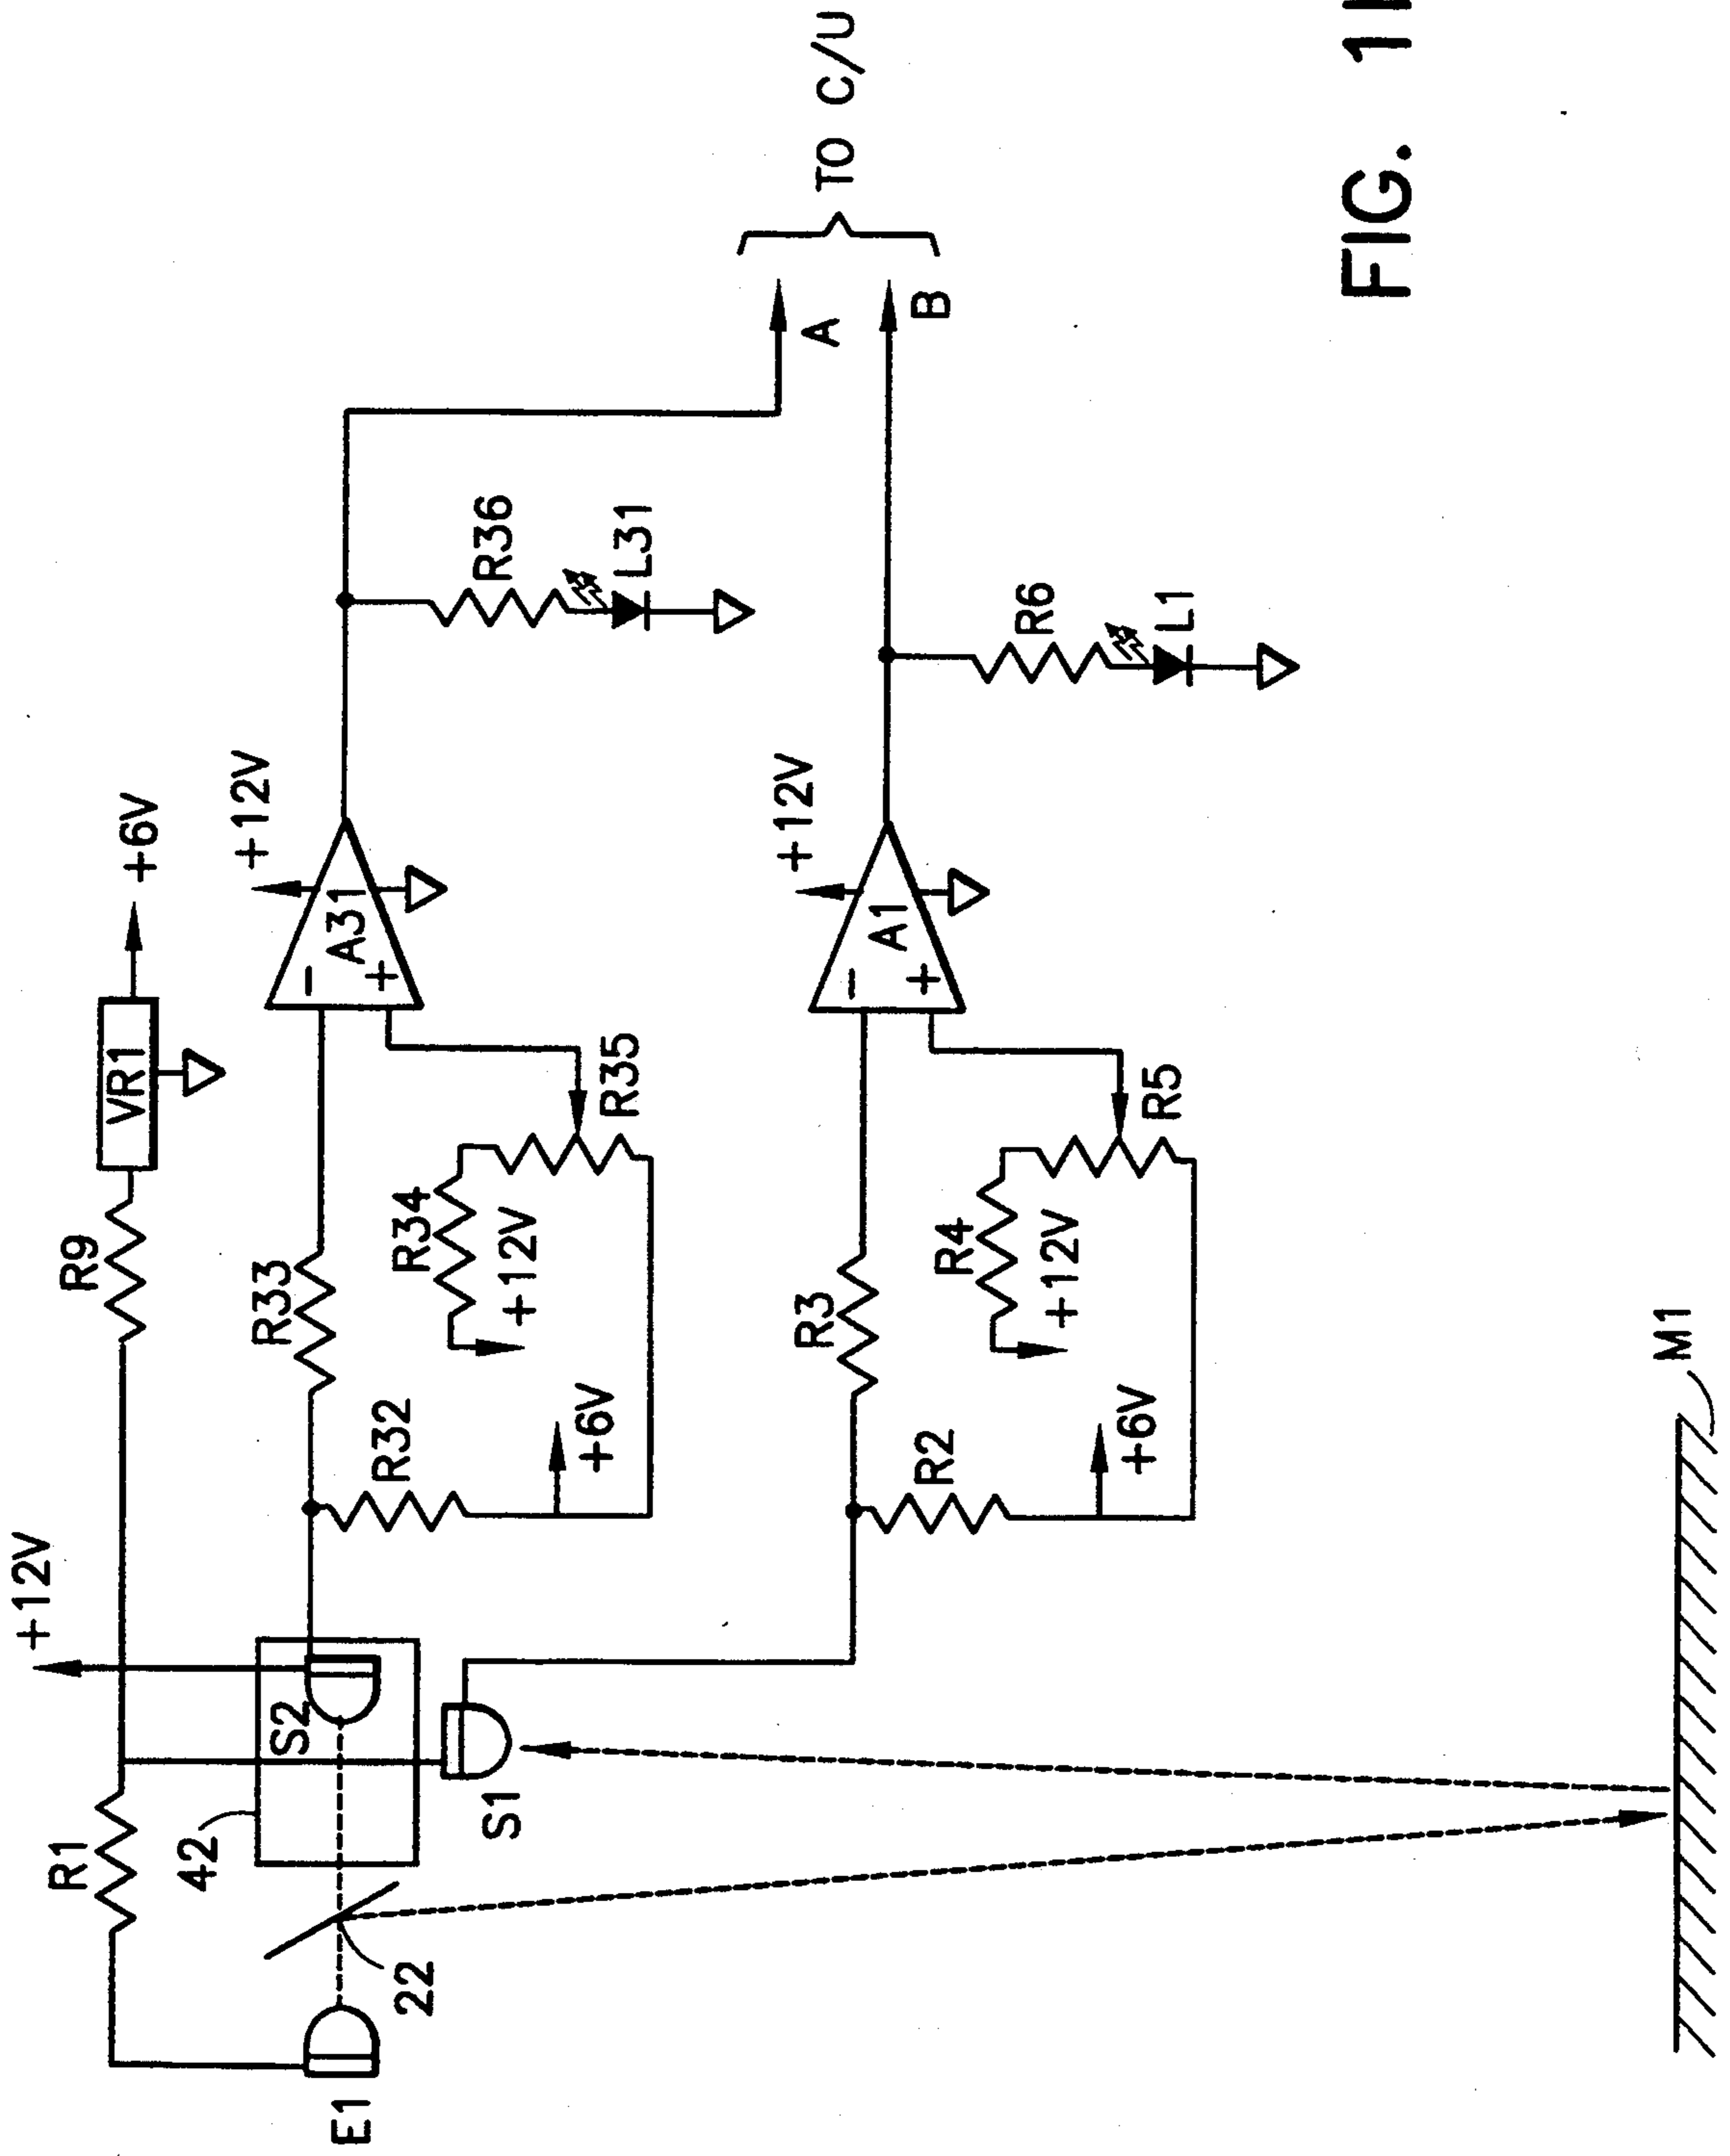 +12V
R1
R9
VR1
+6V
42
S2
E1
22
S1
R33
R32
+6V
R34
+12V
R35
-
+
A31
+12V
R36
L31
A
R3
R2
+6V
R4
+12V
R5
-
+
A1
+12V
R6
L1
B
TO C/U
M1
FIG.